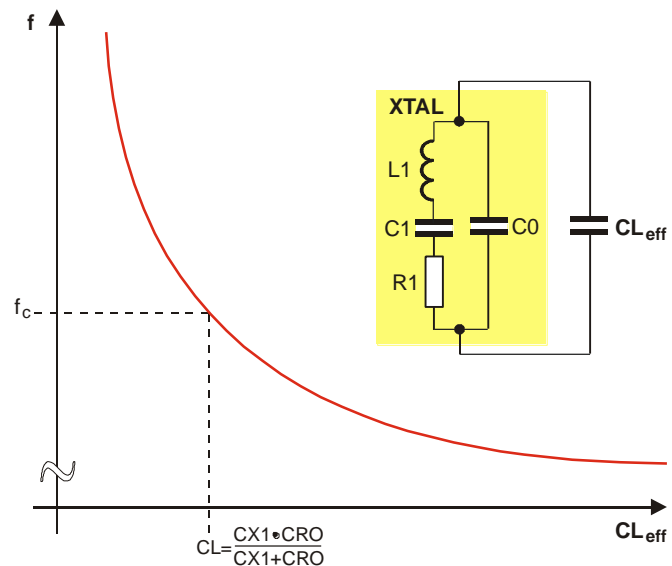 f
XTAL
L1
C1
C0
CLeff
R1
fc
CLeff
CL=CX1•CRO
CX1+CRO